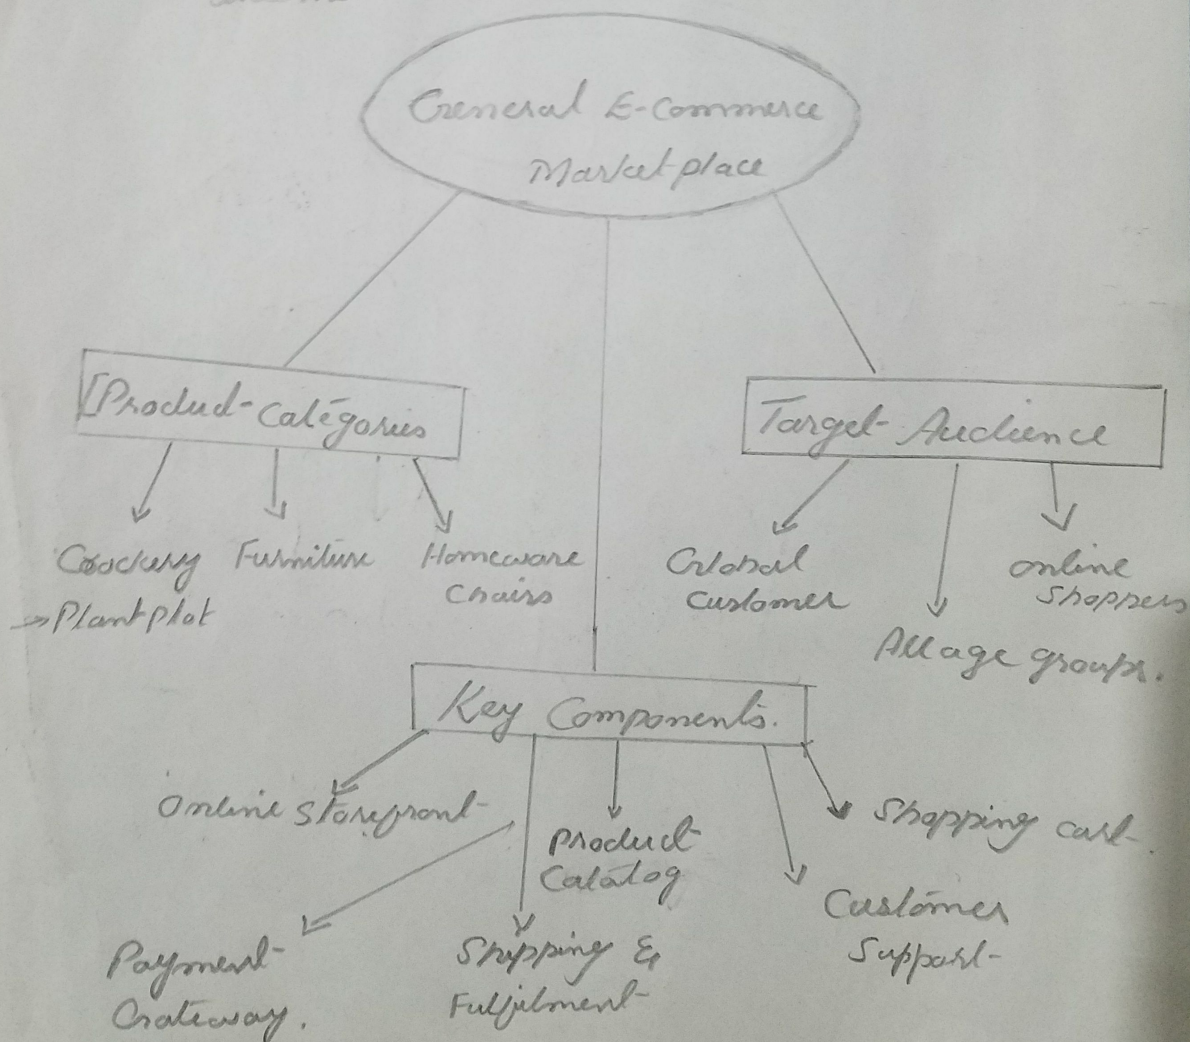 General E-commerce
Marketplace
Product Categories
Target Audience
Crockery
Furniture
Homeware
Chairs
→ Plant plot
Global
Customer
Online
Shoppers
All age groups.
Key Components.
Online Storefront
Product
Catalog
Shopping cart.
Customer
Support
Payment
Gateway.
Shipping &
Fulfilment